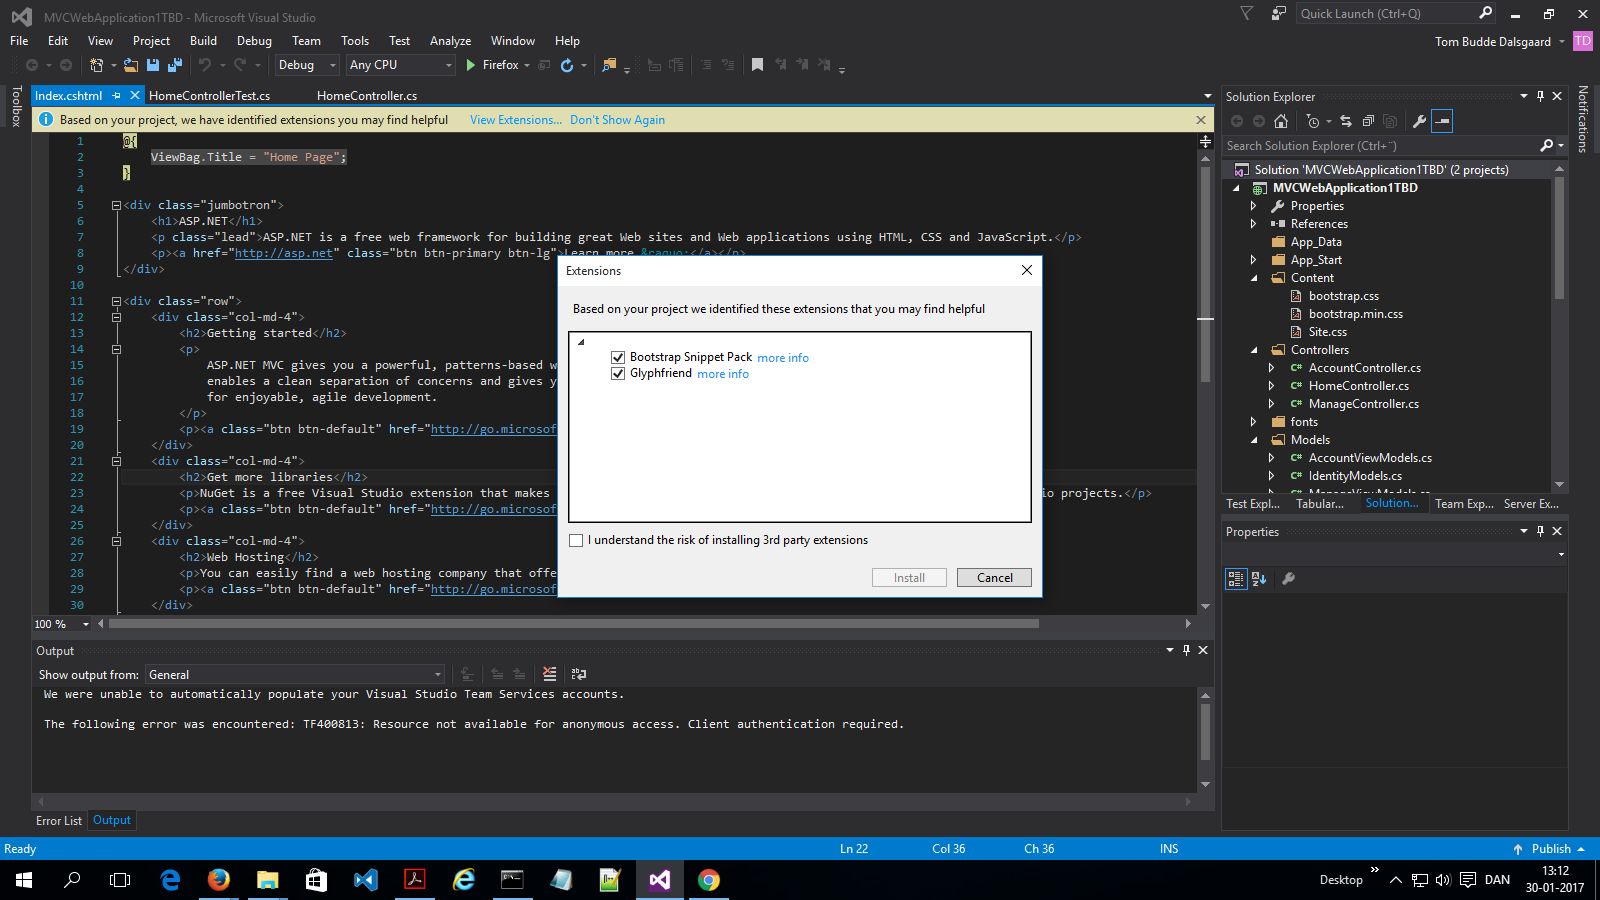 MVCWebApplication1TBD - Microsoft Visual Studio
Quick Launch (Ctrl+Q)
File Edit View Project Build Debug Team Tools Test Analyze Window Help
Tom Budde Dalsgaard TD
Debug Any CPU Firefox
Toolbox
Index.cshtml HomeControllerTest.cs HomeController.cs
Based on your project, we have identified extensions you may find helpful View Extensions... Don't Show Again
1 @{
2 ViewBag.Title = "Home Page";
3 }
4
5 <div class="jumbotron">
6 <h1>ASP.NET</h1>
7 <p class="lead">ASP.NET is a free web framework for building great Web sites and Web applications using HTML, CSS and JavaScript.</p>
8 <p><a href="http://asp.net" class="btn btn-primary btn-lg">Learn more &raquo;</a></p>
9 </div>
10
11 <div class="row">
12 <div class="col-md-4">
13 <h2>Getting started</h2>
14 <p>
15 ASP.NET MVC gives you a powerful, patterns-based
16 enables a clean separation of concerns and gives
17 for enjoyable, agile development.
18 </p>
19 <p><a class="btn btn-default" href="http://go.microsof
20 </div>
21 <div class="col-md-4">
22 <h2>Get more libraries</h2>
23 <p>NuGet is a free Visual Studio extension that makes io projects.</p>
24 <p><a class="btn btn-default" href="http://go.microsof
25 </div>
26 <div class="col-md-4">
27 <h2>Web Hosting</h2>
28 <p>You can easily find a web hosting company that offe
29 <p><a class="btn btn-default" href="http://go.microsof
30 </div>
100 %
Extensions
Based on your project we identified these extensions that you may find helpful
Bootstrap Snippet Pack more info
Glyphfriend more info
I understand the risk of installing 3rd party extensions
Install Cancel
Output
Show output from: General
We were unable to automatically populate your Visual Studio Team Services accounts.
The following error was encountered: TF400813: Resource not available for anonymous access. Client authentication required.
Error List Output
Solution Explorer
Search Solution Explorer (Ctrl+¨)
Solution 'MVCWebApplication1TBD' (2 projects)
MVCWebApplication1TBD
Properties
References
App_Data
App_Start
Content
bootstrap.css
bootstrap.min.css
Site.css
Controllers
C# AccountController.cs
C# HomeController.cs
C# ManageController.cs
fonts
Models
C# AccountViewModels.cs
C# IdentityModels.cs
C# ManageViewModels.cs
Test Expl... Tabular... Solution... Team Exp... Server Ex...
Properties
Notifications
Ready Ln 22 Col 36 Ch 36 INS Publish
Desktop DAN 13:12
30-01-2017